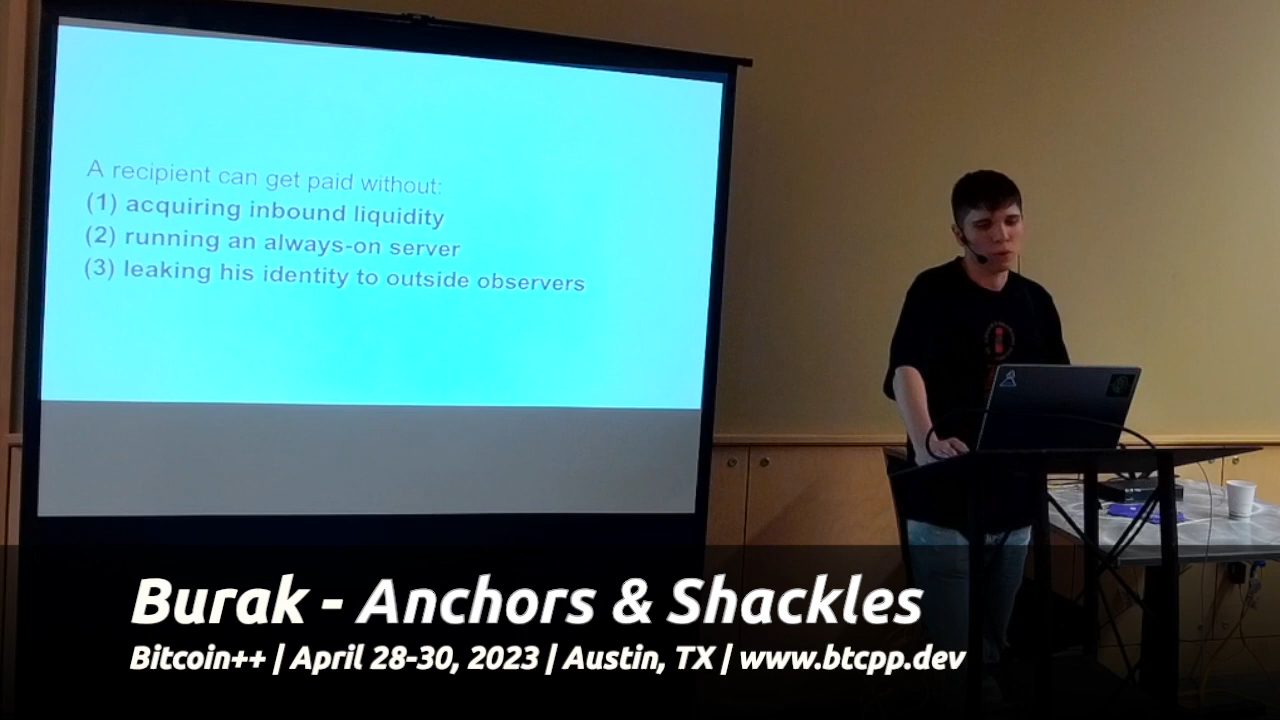 A recipient can get paid without:
(1) acquiring inbound liquidity
(2) running an always-on server
(3) leaking his identity to outside observers
Burak - Anchors & Shackles
Bitcoin++ | April 28-30, 2023 | Austin, TX | www.btcpp.dev